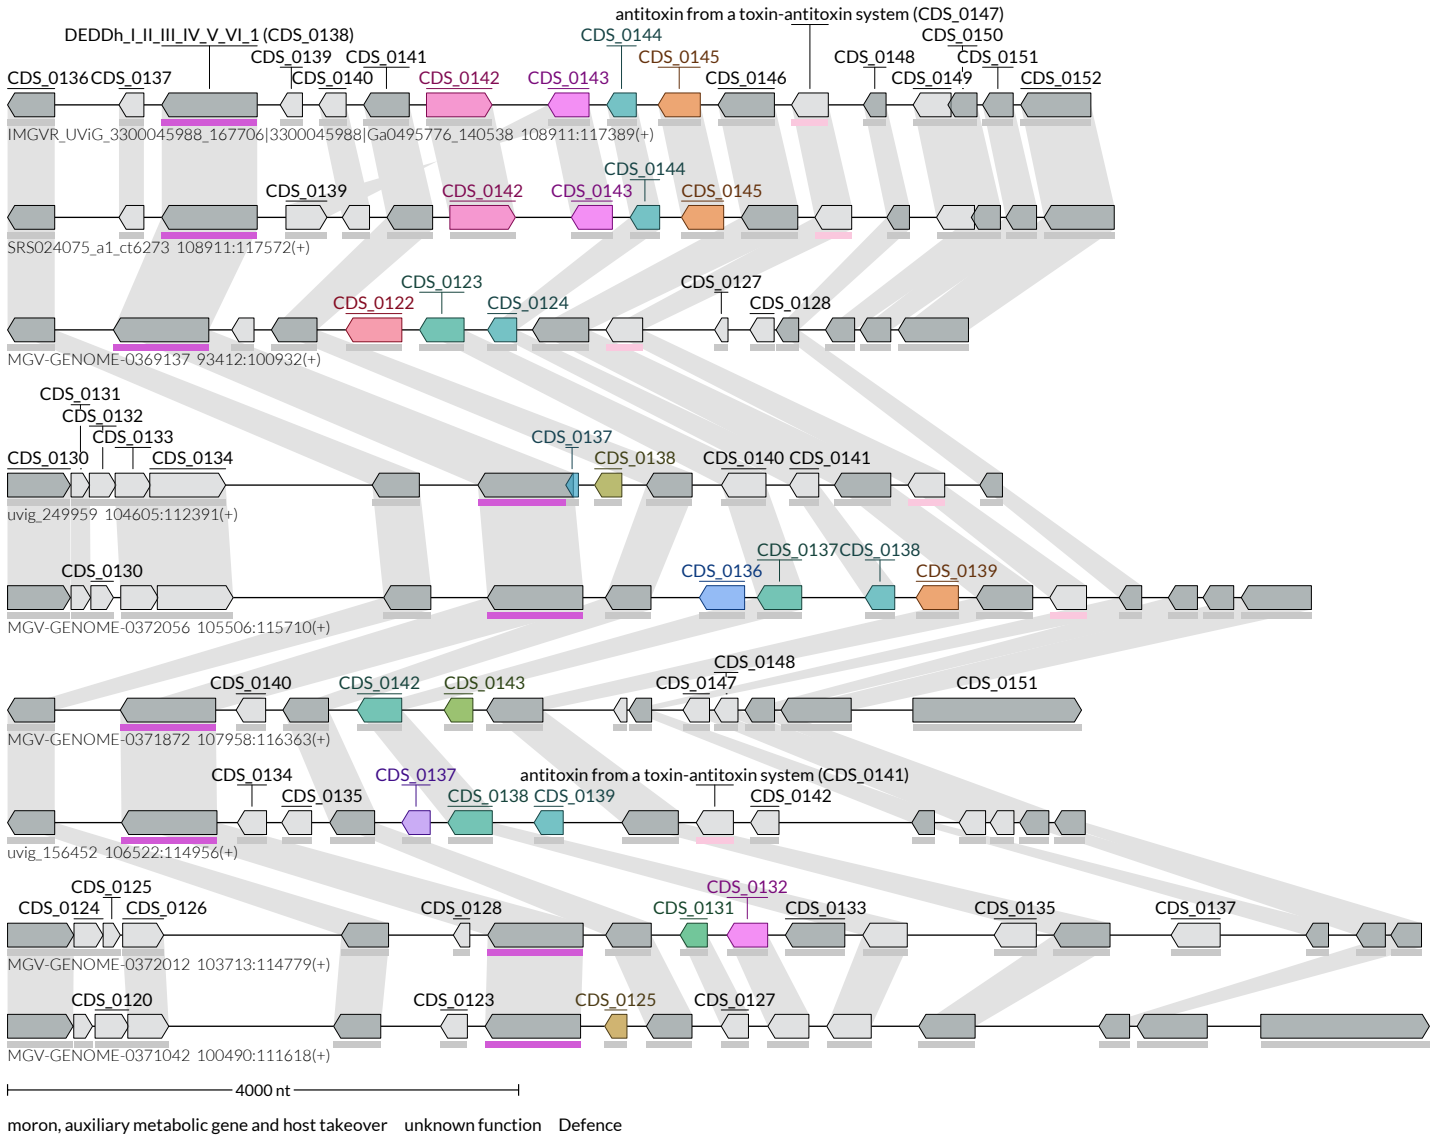 antitoxin from a toxin-antitoxin system (CDS_0147)
DEDDh_I_II_III_IV_V_VI_1 (CDS_0138) CDS_0144 CDS_0150
CDS_0139 CDS_0141 CDS_0145 CDS_0148 CDS_0151
CDS_0136 CDS_0137 CDS_0140 CDS_0142 CDS_0143 CDS_0146 CDS_0149 CDS_0152
IMGVR_UViG_3300045988_167706|3300045988|Ga0495776_140538 108911:117389(+)
CDS_0144
CDS_0139 CDS_0142 CDS_0143 CDS_0145
SRS024075_a1_ct6273 108911:117572(+)
CDS_0123 CDS_0127
CDS_0122 CDS_0124 CDS_0128
MGV-GENOME-0369137 93412:100932(+)
CDS_0131
CDS_0132
CDS_0133 CDS_0137
CDS_0130 CDS_0134 CDS_0138 CDS_0140 CDS_0141
uvig_249959 104605:112391(+)
CDS_0137 CDS_0138
CDS_0130 CDS_0136 CDS_0139
MGV-GENOME-0372056 105506:115710(+)
CDS_0148
CDS_0140 CDS_0142 CDS_0143 CDS_0147 CDS_0151
MGV-GENOME-0371872 107958:116363(+)
CDS_0134 CDS_0137 antitoxin from a toxin-antitoxin system (CDS_0141)
CDS_0135 CDS_0138 CDS_0139 CDS_0142
uvig_156452 106522:114956(+)
CDS_0125 CDS_0132
CDS_0124 CDS_0126 CDS_0128 CDS_0131 CDS_0133 CDS_0135 CDS_0137
MGV-GENOME-0372012 103713:114779(+)
CDS_0120 CDS_0123 CDS_0125 CDS_0127
MGV-GENOME-0371042 100490:111618(+)
4000 nt
moron, auxiliary metabolic gene and host takeover unknown function Defence